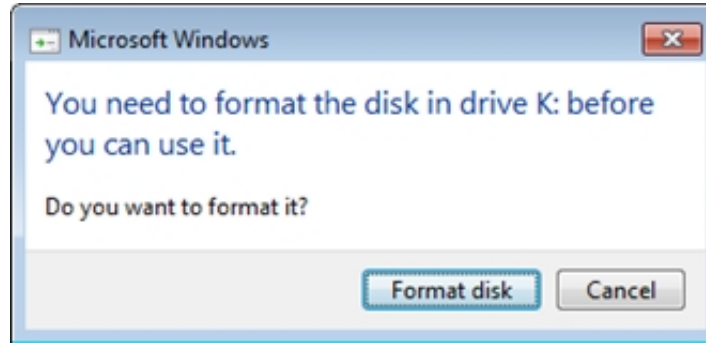 Microsoft Windows
You need to format the disk in drive K: before
you can use it.
Do you want to format it?
Format disk
Cancel